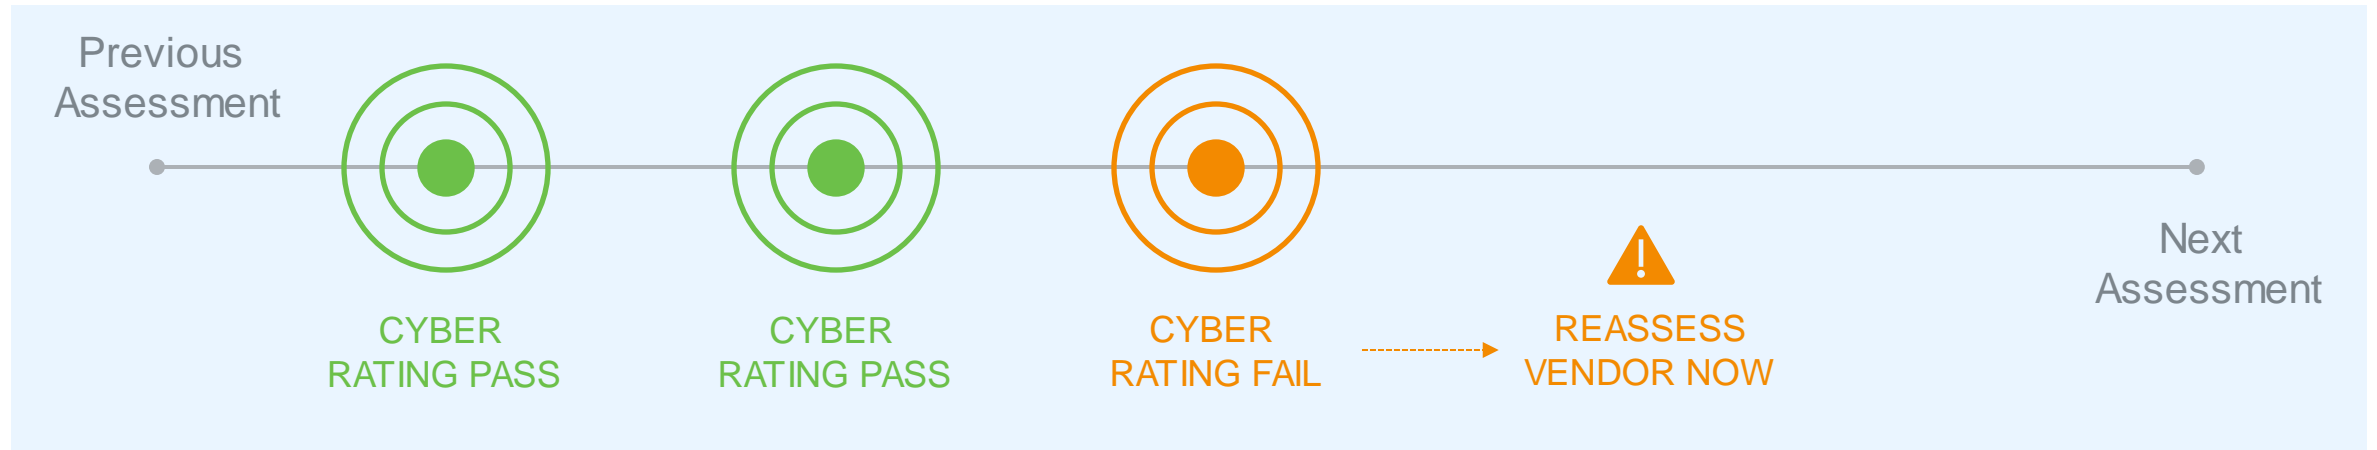 Previous
Assessment
CYBER
RATING PASS
CYBER
RATING PASS
CYBER
RATING FAIL
REASSESS
VENDOR NOW
Next
Assessment